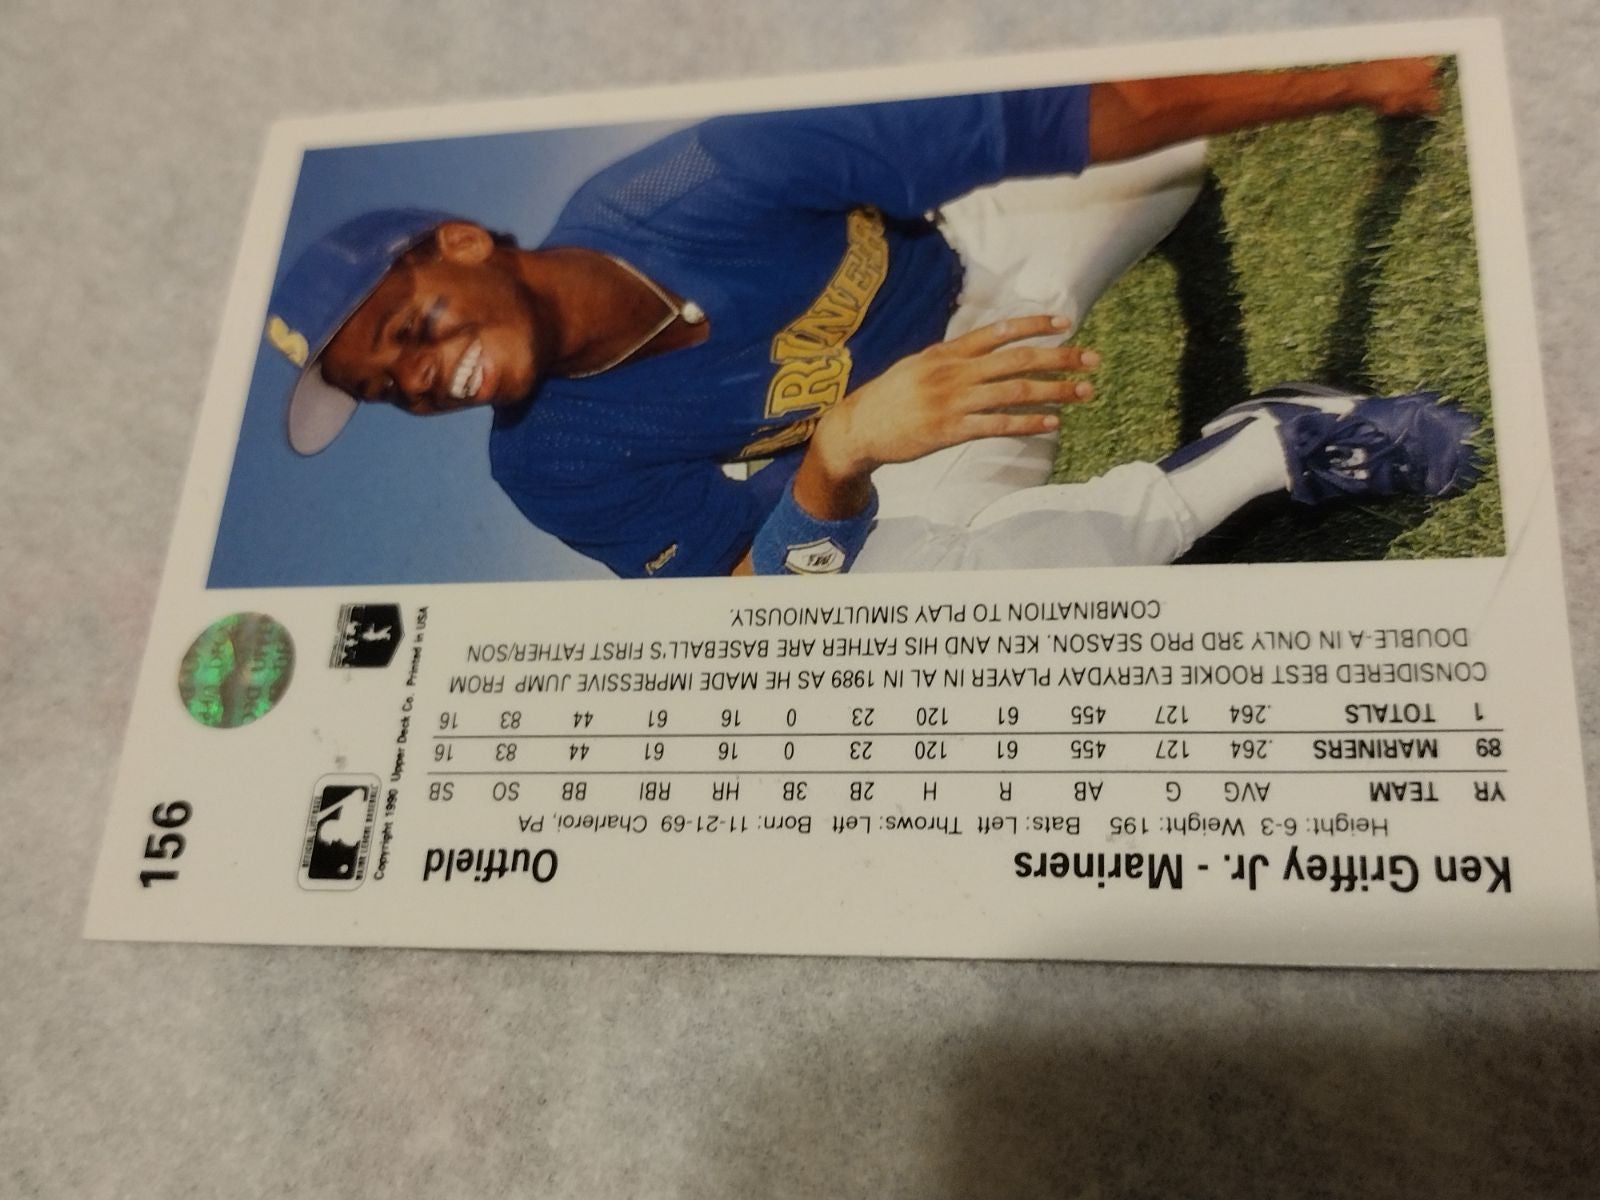 156
Ken Griffey Jr. - Mariners Outfield
Height: 6-3 Weight: 195 Bats: Left Throws: Left Born: 11-21-69 Charleroi, PA
YR TEAM AVG G AB R H 2B 3B HR RBI BB SO SB
89 MARINERS .264 127 455 61 120 23 0 16 61 44 83 16
1 TOTALS .264 127 455 61 120 23 0 16 61 44 83 16
CONSIDERED BEST ROOKIE EVERYDAY PLAYER IN AL IN 1989 AS HE MADE IMPRESSIVE JUMP FROM
DOUBLE-A IN ONLY 3RD PRO SEASON. KEN AND HIS FATHER ARE BASEBALL'S FIRST FATHER/SON
COMBINATION TO PLAY SIMULTANIOUSLY.
Copyright 1990 Upper Deck Co. Printed in USA
MAJOR LEAGUE BASEBALL
S
ARINERS